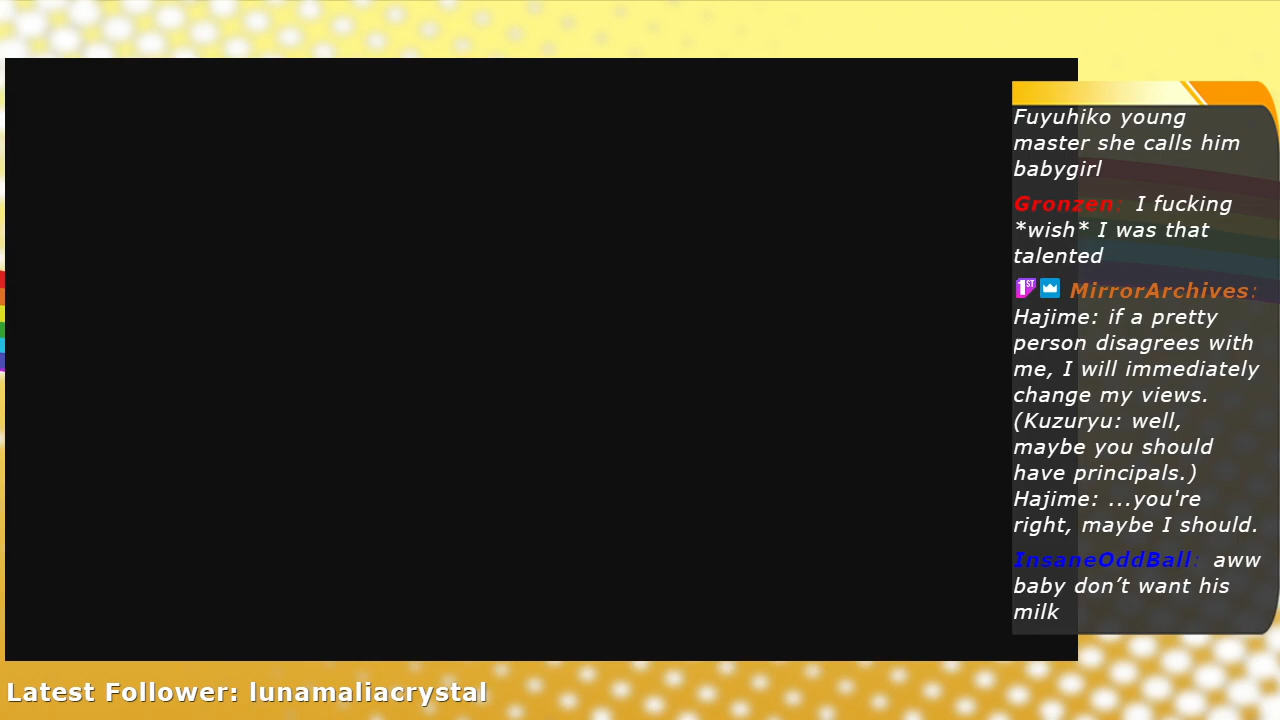 Fuyuhiko young
master she calls him
babygirl
Gronzen: I fucking
*wish* I was that
talented
1ST MirrorArchives:
Hajime: if a pretty
person disagrees with
me, I will immediately
change my views.
(Kuzuryu: well,
maybe you should
have principals.)
Hajime: ...you're
right, maybe I should.
InsaneOddBall: aww
baby don’t want his
milk
Latest Follower: lunamaliacrystal